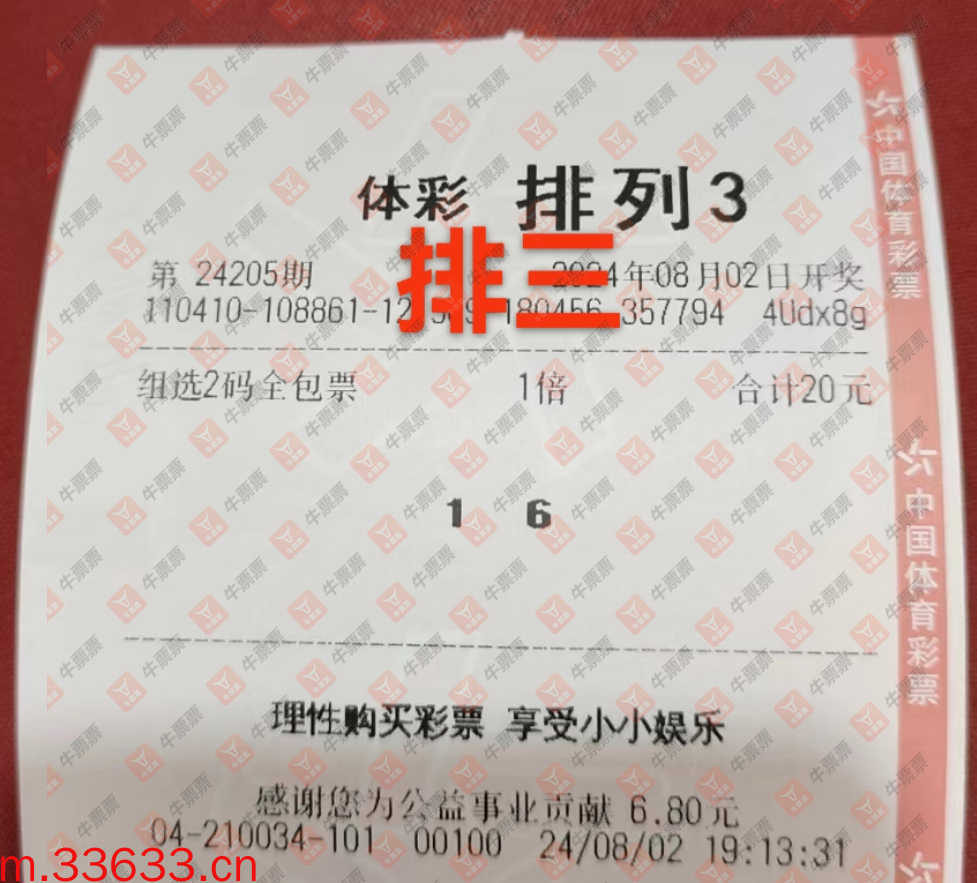 体彩 排列3
排三
第 24205期 2024年08月02日开奖
110410-108861-12 180456 357794 4Udx8g
组选2码全包票 1倍 合计20元
1 6
理性购买彩票 享受小小娱乐
感谢您为公益事业贡献 6.80元
04-210034-101 00100 24/08/02 19:13:31
中国体育彩票
中国体育彩票
牛票票
m.33633.cn